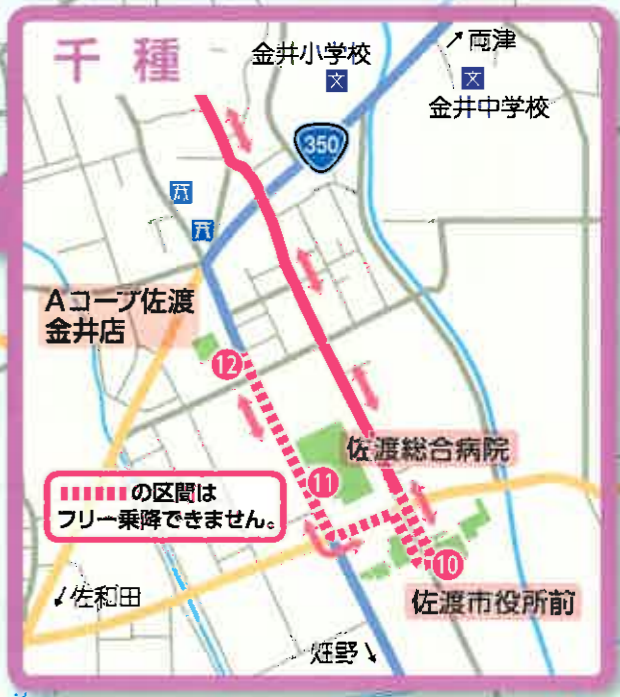 千種
金井小学校
文
↗両津
文
金井中学校
350
Aコープ佐渡
金井店
12
佐渡総合病院
11
の区間は
フリー乗降できません。
10
↙佐和田
佐渡市役所前
畑野↘